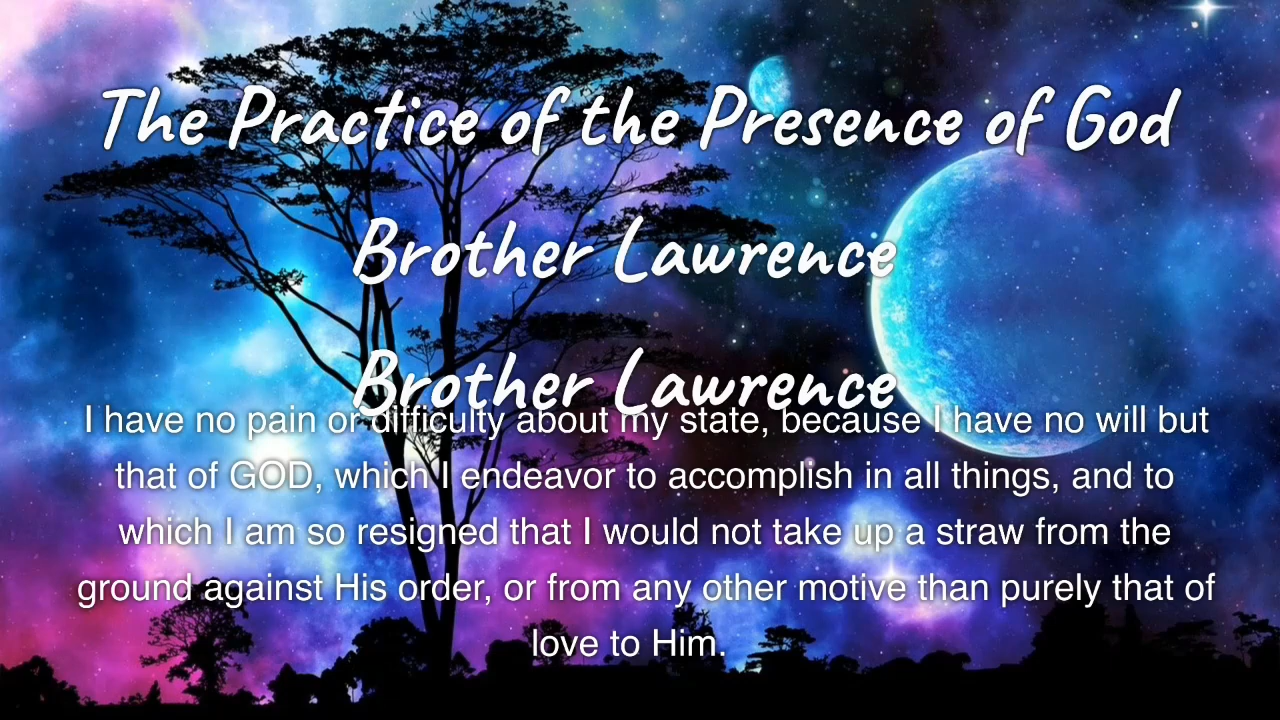 The Practice of the Presence of God
Brother Lawrence
Brother Lawrence
I have no pain or difficulty about my state, because I have no will but
that of GOD, which I endeavor to accomplish in all things, and to
which I am so resigned that I would not take up a straw from the
ground against His order, or from any other motive than purely that of
love to Him.